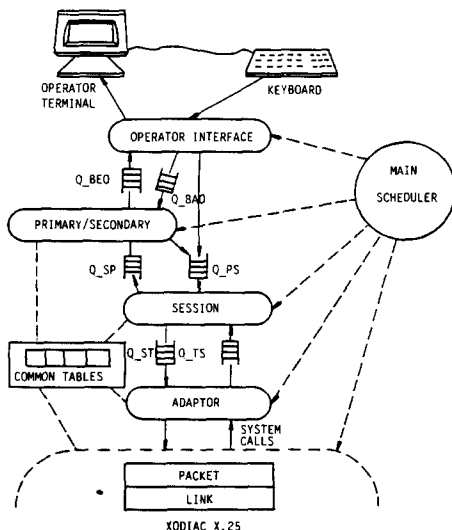 OPERATOR
TERMINAL
KEYBOARD
OPERATOR INTERFACE
MAIN
SCHEDULER
Q_BEO
Q_BAO
PRIMARY/SECONDARY
Q_SP
Q_PS
SESSION
Q_ST
Q_TS
COMMON TABLES
ADAPTOR
SYSTEM
CALLS
PACKET
LINK
XODIAC X.25